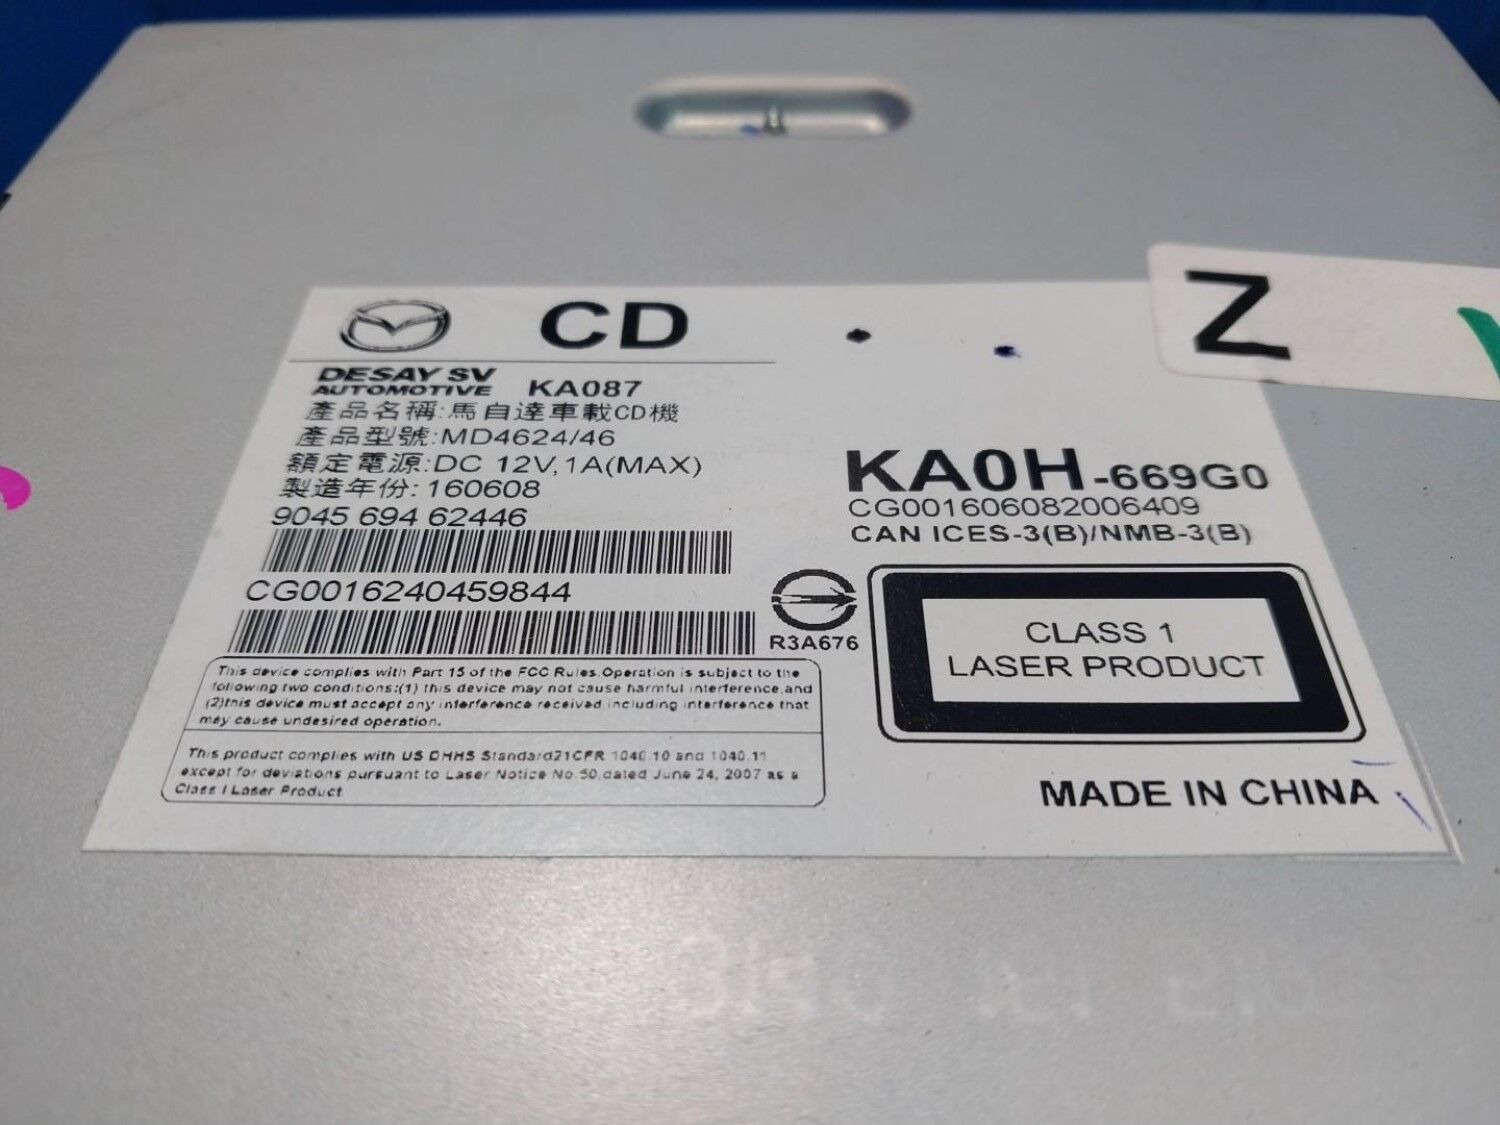 CD
Z
DESAY SV
AUTOMOTIVE KA087
產品名稱:馬自達車載CD機
產品型號:MD4624/46
額定電源:DC 12V,1A(MAX)
製造年份:160608
9045 694 62446
CG0016240459844
KA0H-669G0
CG001606082006409
CAN ICES-3(B)/NMB-3(B)
R3A676
CLASS 1
LASER PRODUCT
This device complies with Part 15 of the FCC Rules.Operation is subject to the
following two conditions:(1) this device may not cause harmful interference,and
(2)this device must accept any interference received,including interference that
may cause undesired operation.
This product complies with US DHHS Standard21CFR 1040.10 and 1040.11
except for deviations pursuant to Laser Notice No.50,dated June 24, 2007 as a
Class I Laser Product
MADE IN CHINA